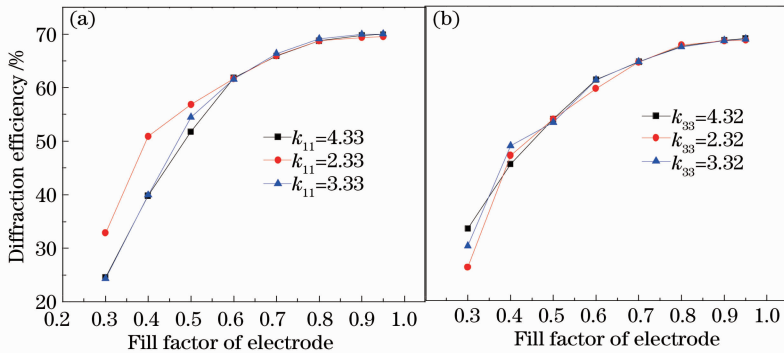 (a)
(b)
Diffraction efficiency /%
70
60
50
40
30
20
k11=4.33
k11=2.33
k11=3.33
k33=4.32
k33=2.32
k33=3.32
0.2 0.3 0.4 0.5 0.6 0.7 0.8 0.9 1.0
0.3 0.4 0.5 0.6 0.7 0.8 0.9 1.0
Fill factor of electrode
Fill factor of electrode